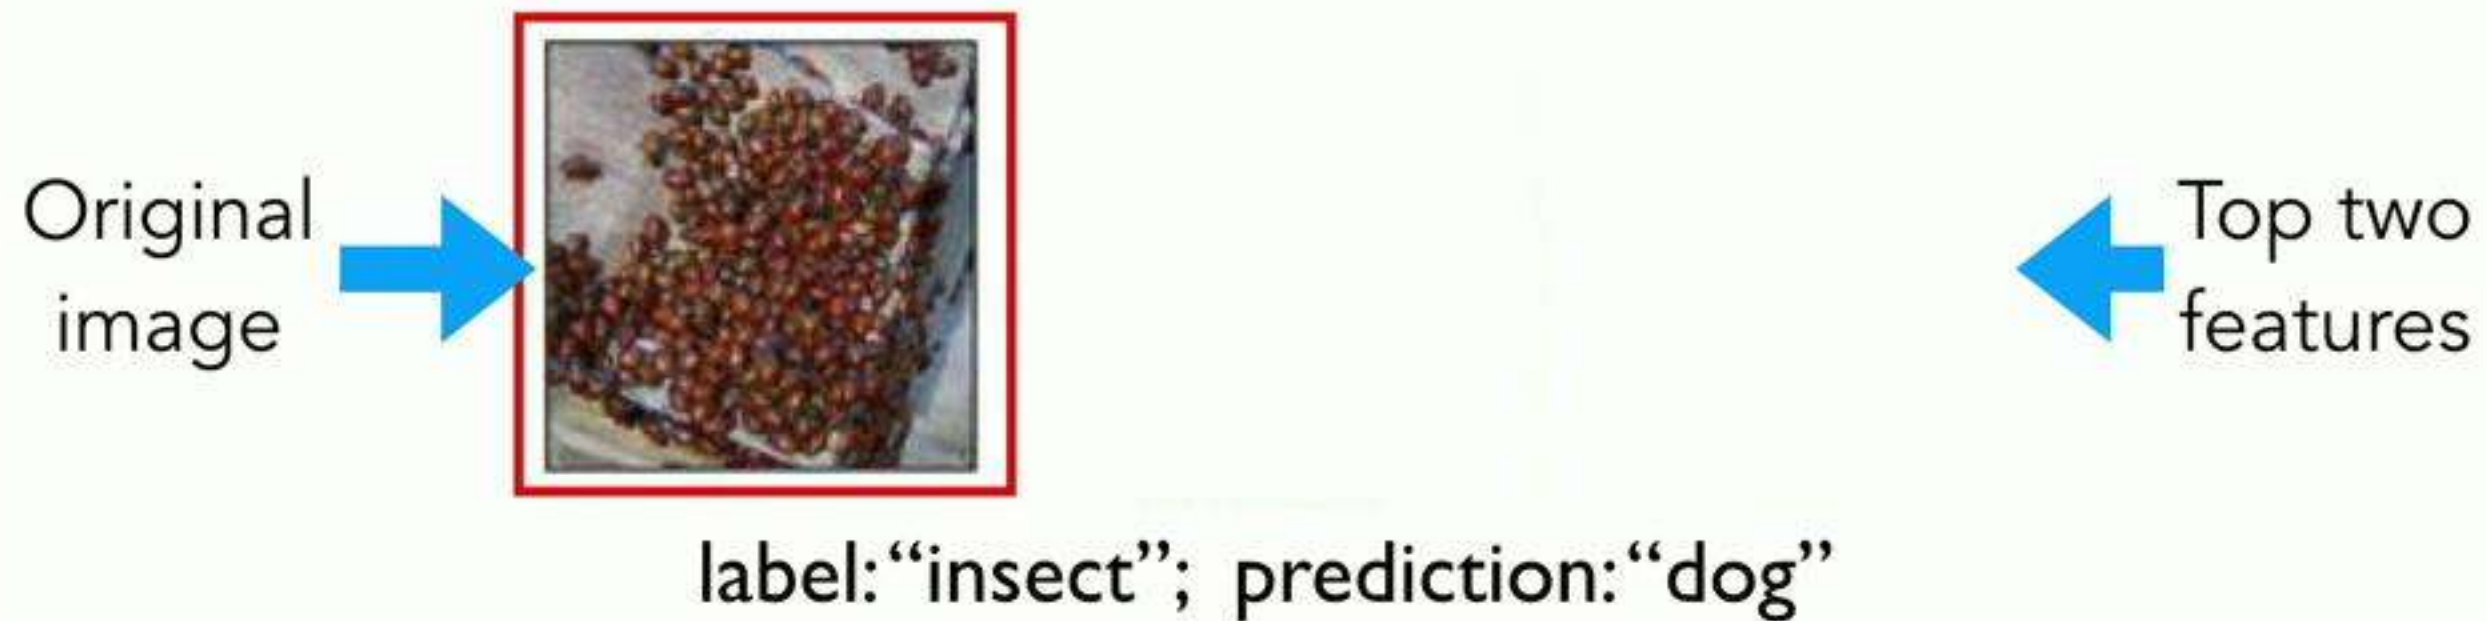 Original
image
Top two
features
label: “insect”; prediction: “dog”